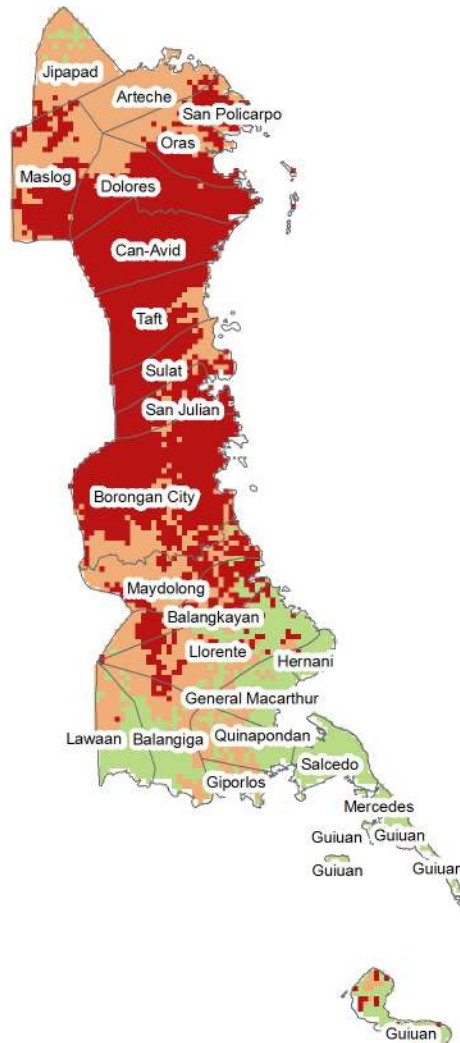 Jipapad
Arteche
San Policarpo
Oras
Maslog
Dolores
Can-Avid
Taft
Sulat
San Julian
Borongan City
Maydolong
Balangkayan
Llorente
Hernani
General Macarthur
Lawaan
Balangiga
Quinapondan
Salcedo
Giporlos
Mercedes
Guiuan
Guiuan
Guiuan
Guiuan
Guiuan